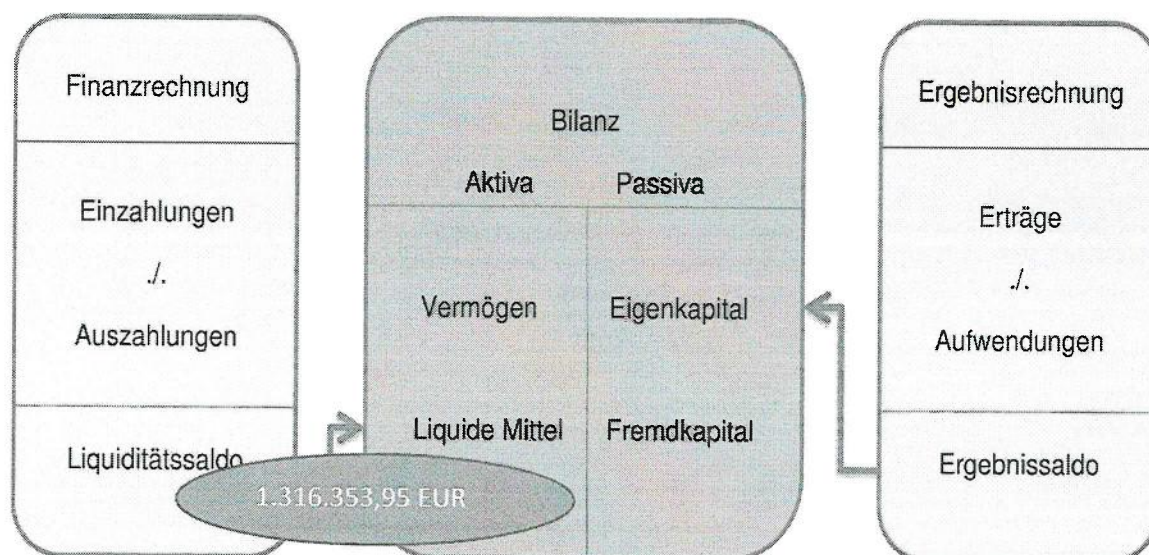 Finanzrechnung
Einzahlungen
./.
Auszahlungen
Liquiditätssaldo
Bilanz
Aktiva Passiva
Vermögen Eigenkapital
Liquide Mittel Fremdkapital
1.316.353,95 EUR
Ergebnisrechnung
Erträge
./.
Aufwendungen
Ergebnissaldo